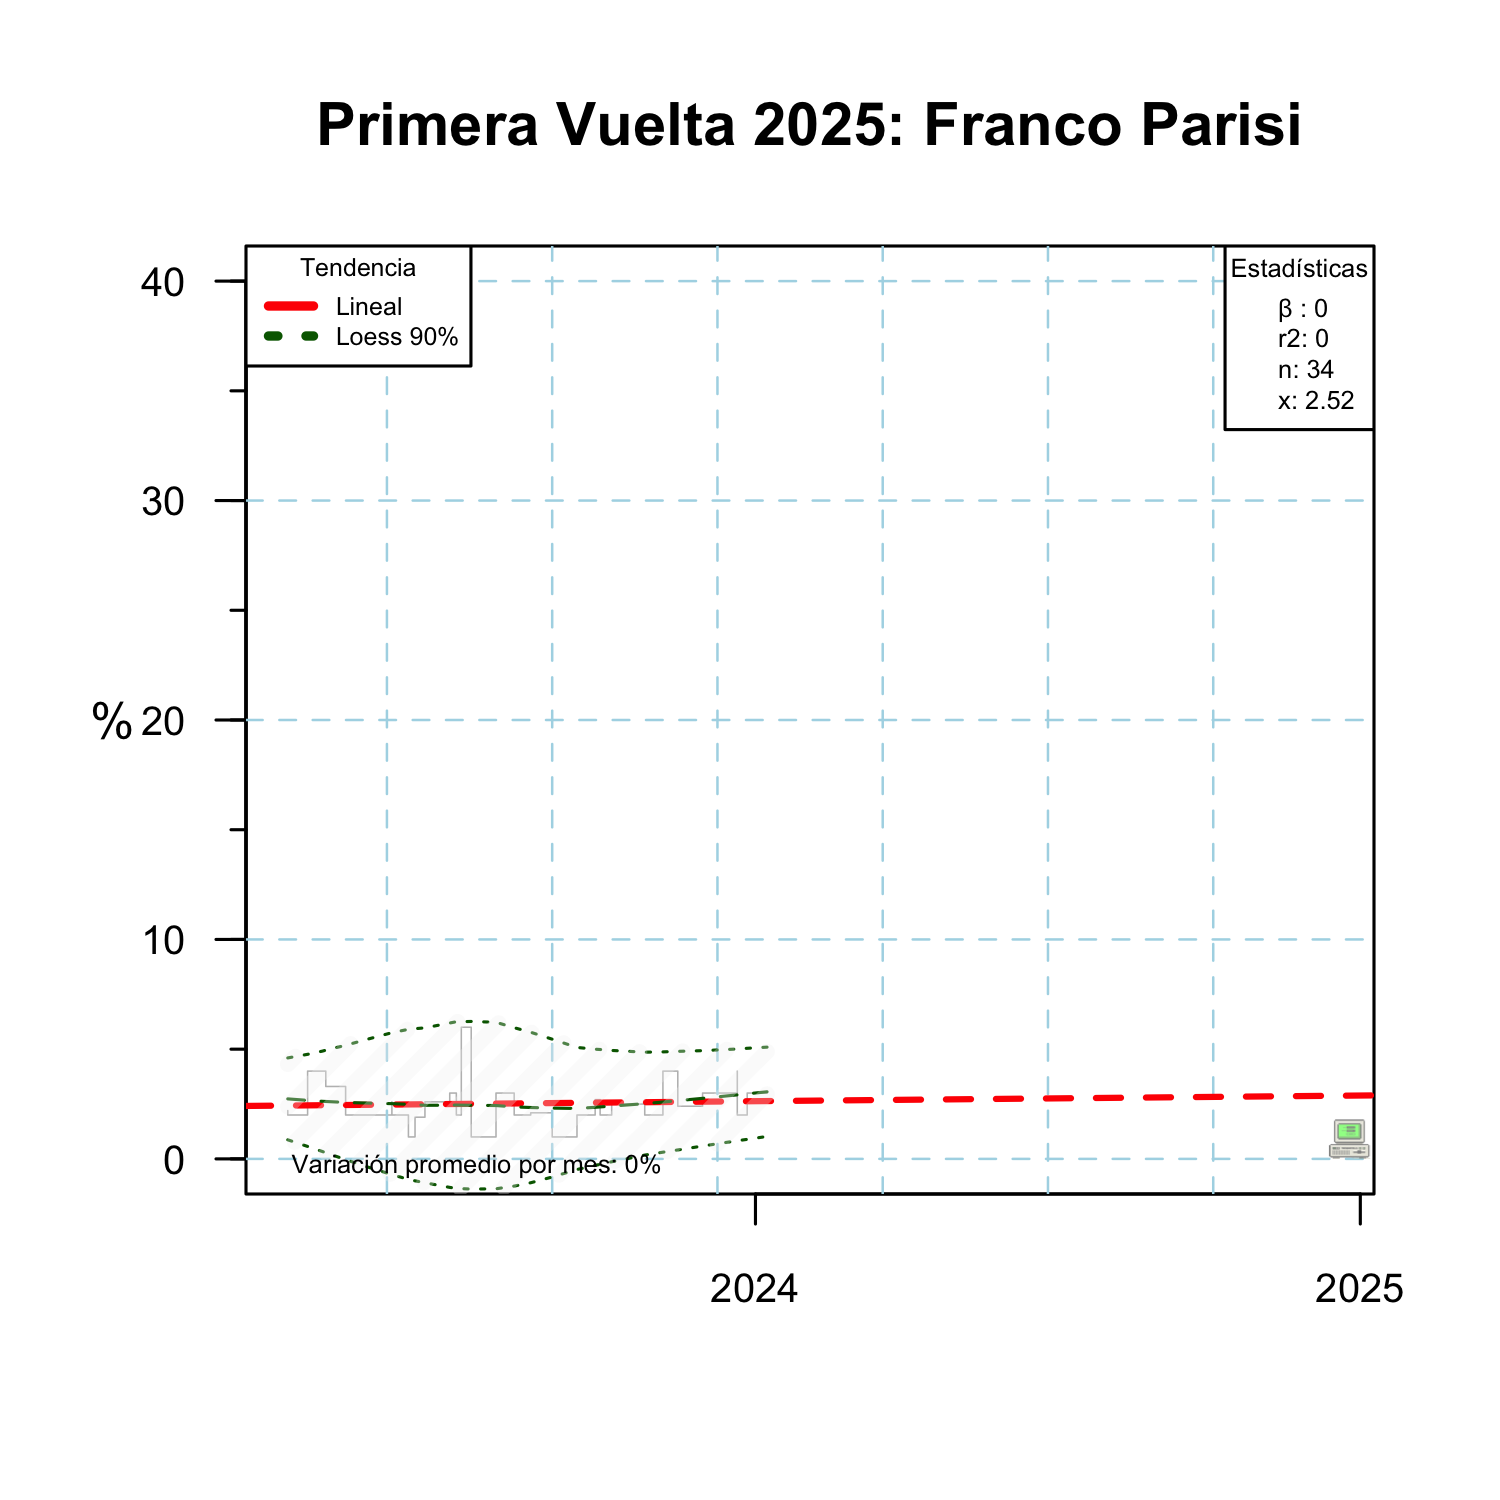 Primera Vuelta 2025: Franco Parisi
Tendencia
Lineal
Loess 90%
Estadísticas
β : 0
r2: 0
n: 34
x: 2.52
40
30
%
20
10
0
Variación promedio por mes: 0%
2024
2025